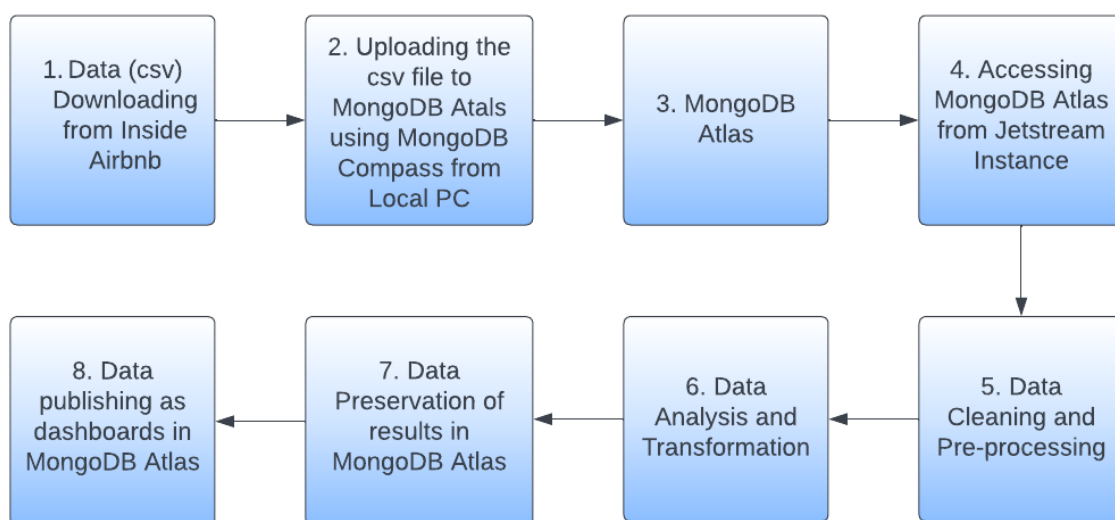 1. Data (csv)
Downloading
from Inside
Airbnb
2. Uploading the
csv file to
MongoDB Atals
using MongoDB
Compass from
Local PC
3. MongoDB
Atlas
4. Accessing
MongoDB Atlas
from Jetstream
Instance
5. Data
Cleaning and
Pre-processing
6. Data
Analysis and
Transformation
7. Data
Preservation of
results in
MongoDB Atlas
8. Data
publishing as
dashboards in
MongoDB Atlas